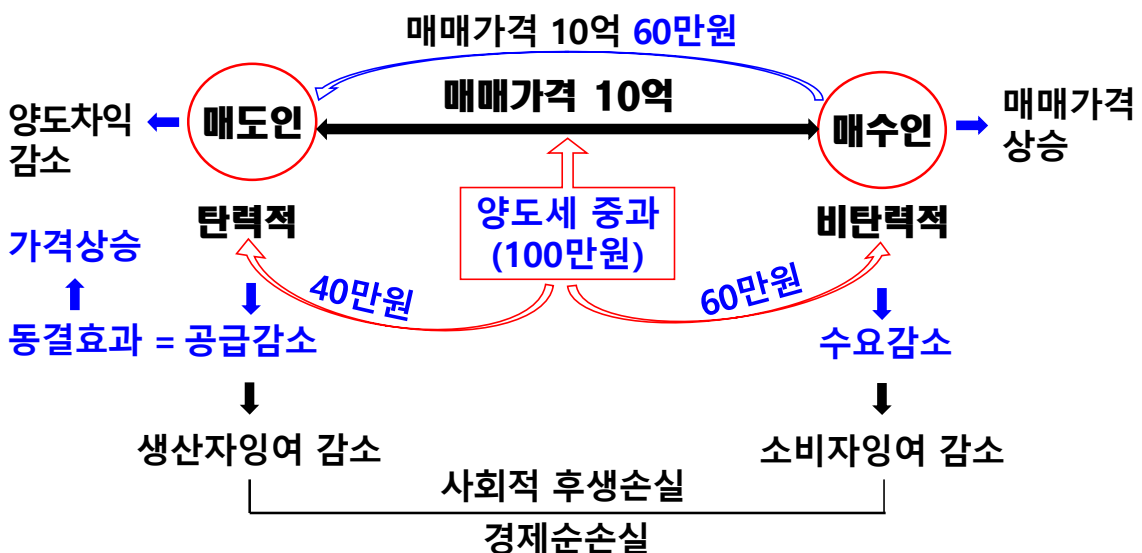 매매가격 10억 60만원
매매가격 10억
매도인
매수인
양도차익
감소
매매가격
상승
탄력적
양도세 중과
(100만원)
비탄력적
가격상승
40만원
60만원
동결효과 = 공급감소
수요감소
생산자잉여 감소
소비자잉여 감소
사회적 후생손실
경제순손실